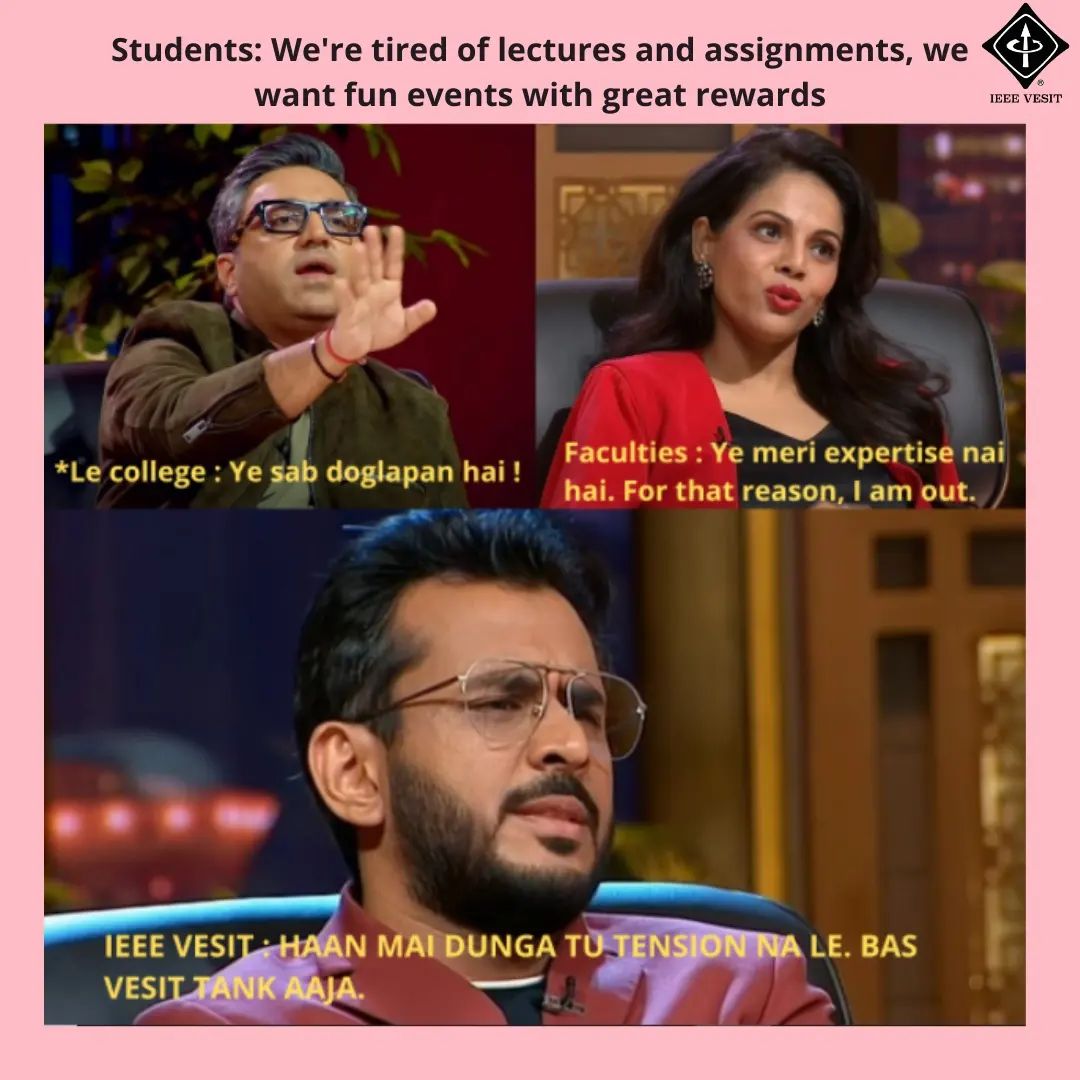 Students: We're tired of lectures and assignments, we
want fun events with great rewards
IEEE VESIT
*Le college : Ye sab doglapan hai !
Faculties : Ye meri expertise nai
hai. For that reason, I am out.
IEEE VESIT : HAAN MAI DUNGA TU TENSION NA LE. BAS
VESIT TANK AAJA.